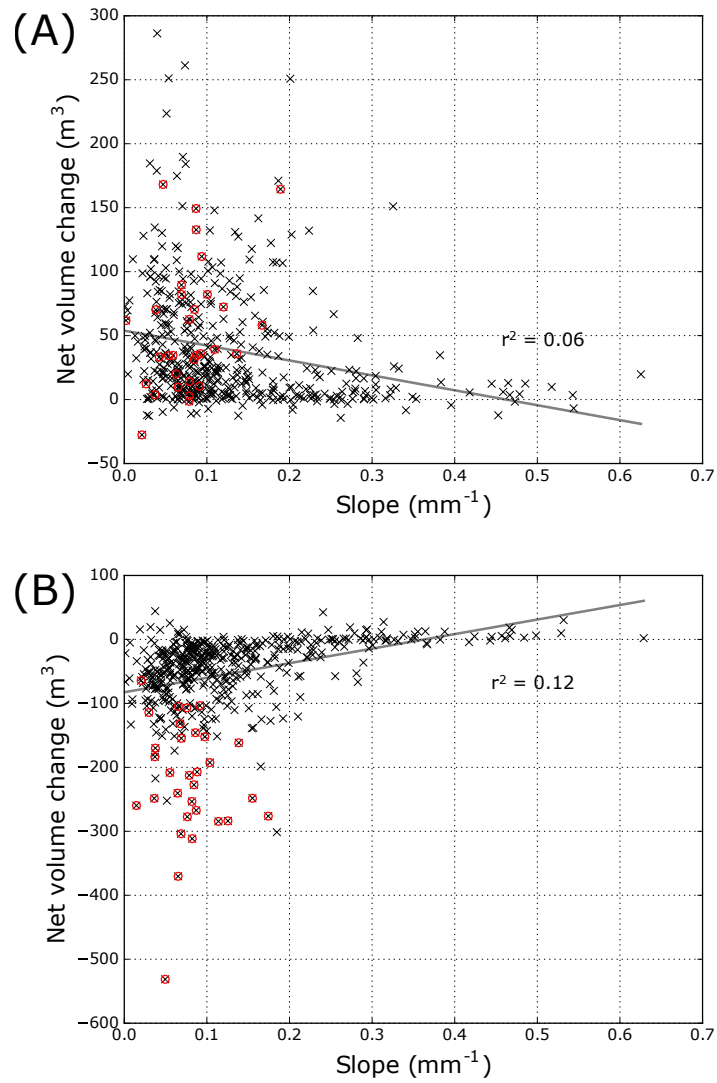 (A)
300
250
200
150
100
50
0
−50
Net volume change (m³)
r² = 0.06
0.0 0.1 0.2 0.3 0.4 0.5 0.6 0.7
Slope (mm⁻¹)
(B)
100
0
−100
−200
−300
−400
−500
−600
Net volume change (m³)
r² = 0.12
0.0 0.1 0.2 0.3 0.4 0.5 0.6 0.7
Slope (mm⁻¹)